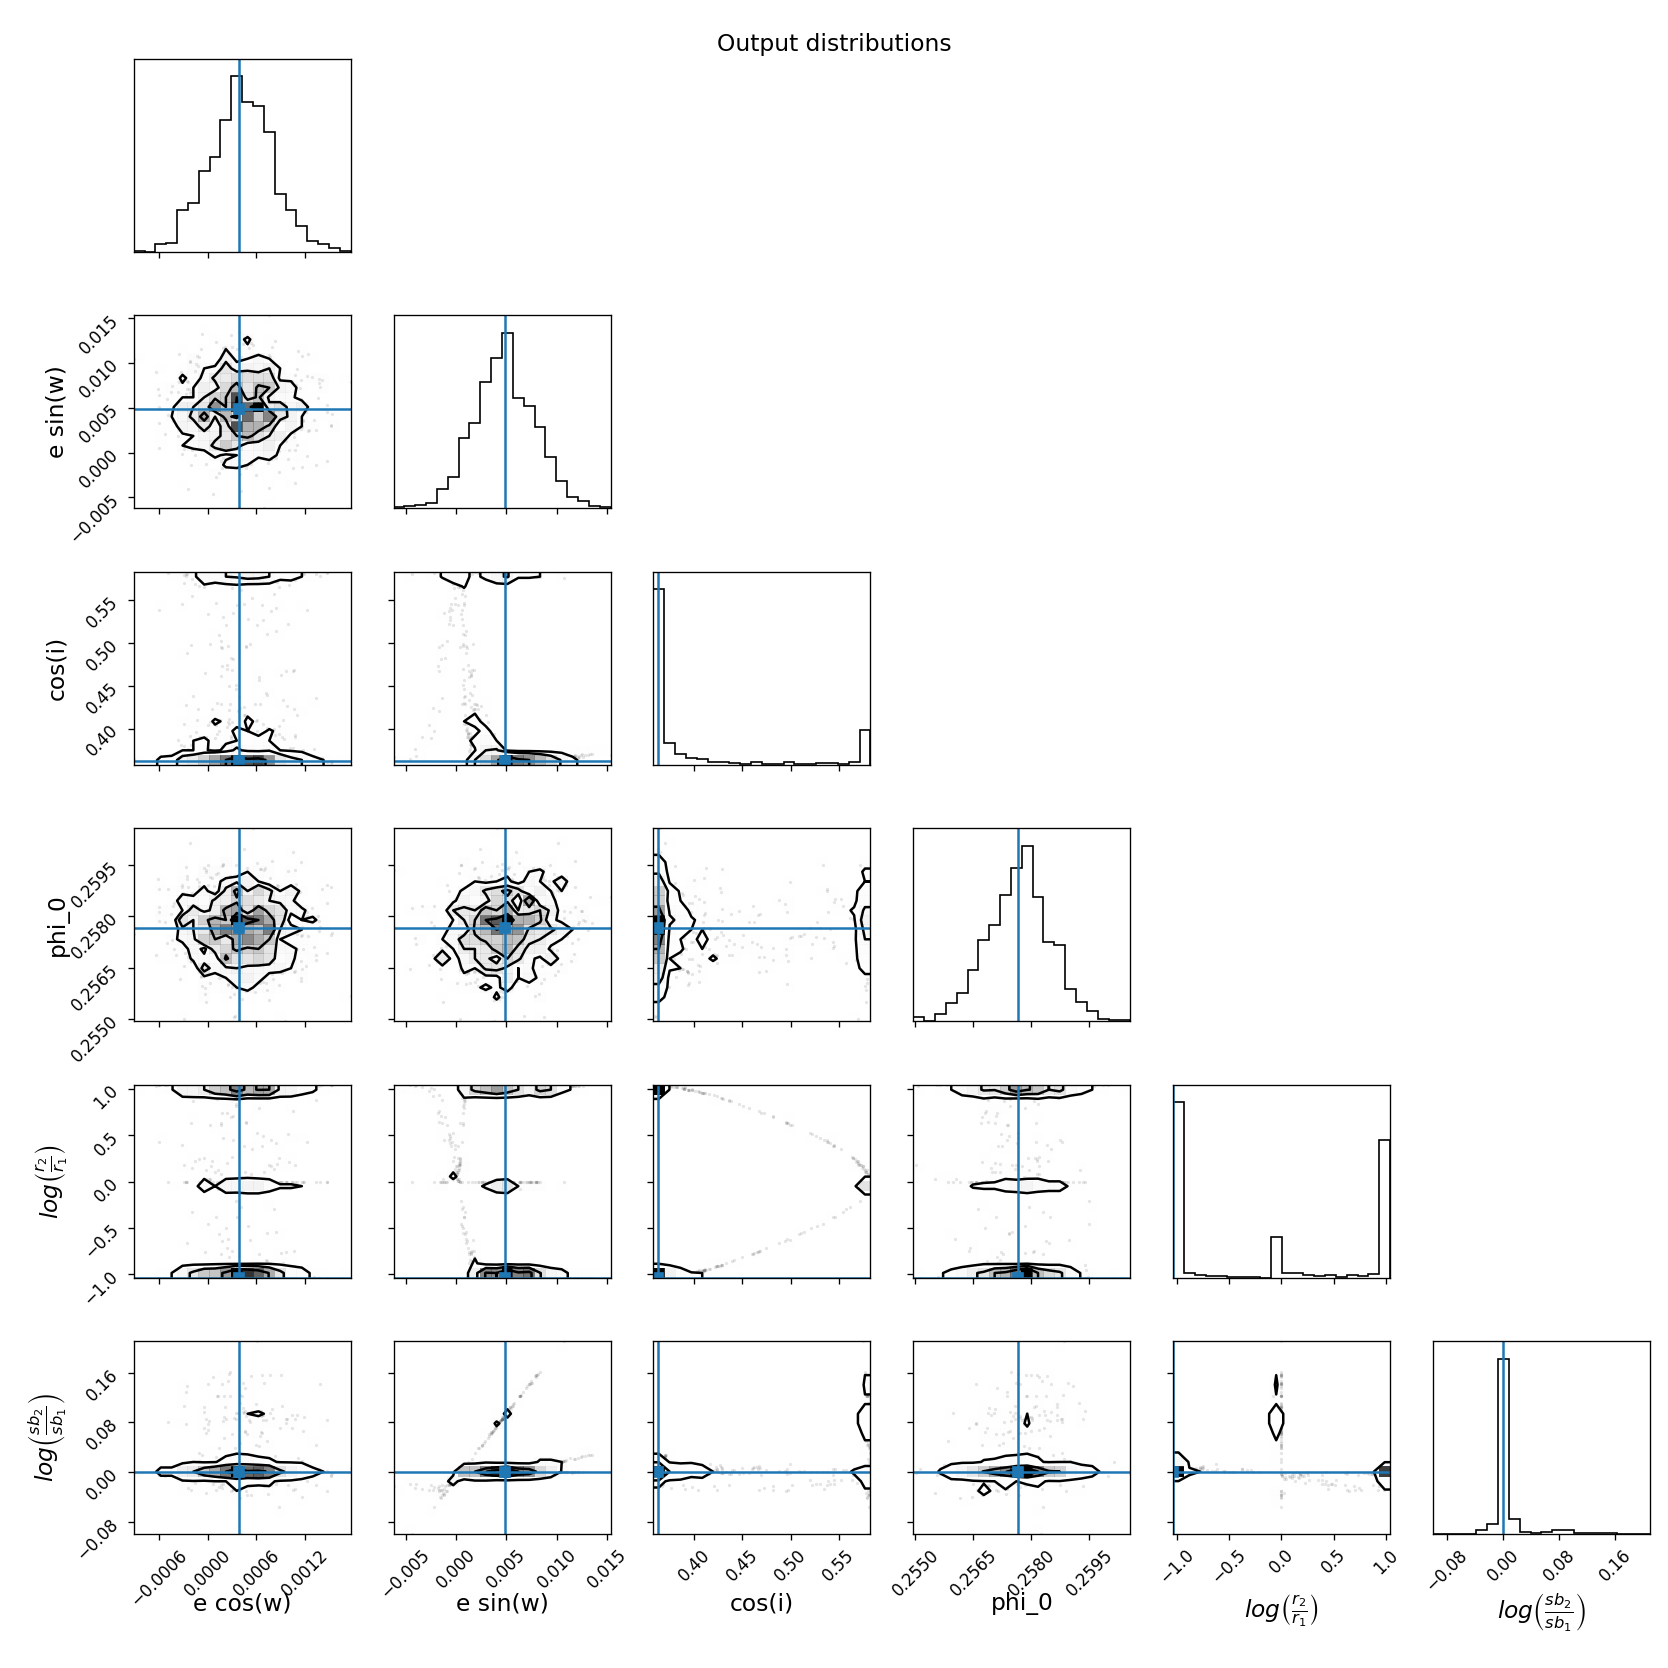 Output distributions
0.015
0.010
0.005
0.000
−0.005
e sin(w)
0.55
0.50
0.45
0.40
cos(i)
0.2595
0.2580
0.2565
0.2550
phi_0
1.0
0.5
0.0
−0.5
−1.0
log(r₂/r₁)
0.16
0.08
0.00
−0.08
log(sb₂/sb₁)
−0.0006 0.0000 0.0006 0.0012
e cos(w)
−0.005 0.000 0.005 0.010 0.015
e sin(w)
0.40 0.45 0.50 0.55
cos(i)
0.2550 0.2565 0.2580 0.2595
phi_0
−1.0 −0.5 0.0 0.5 1.0
log(r₂/r₁)
−0.08 0.00 0.08 0.16
log(sb₂/sb₁)